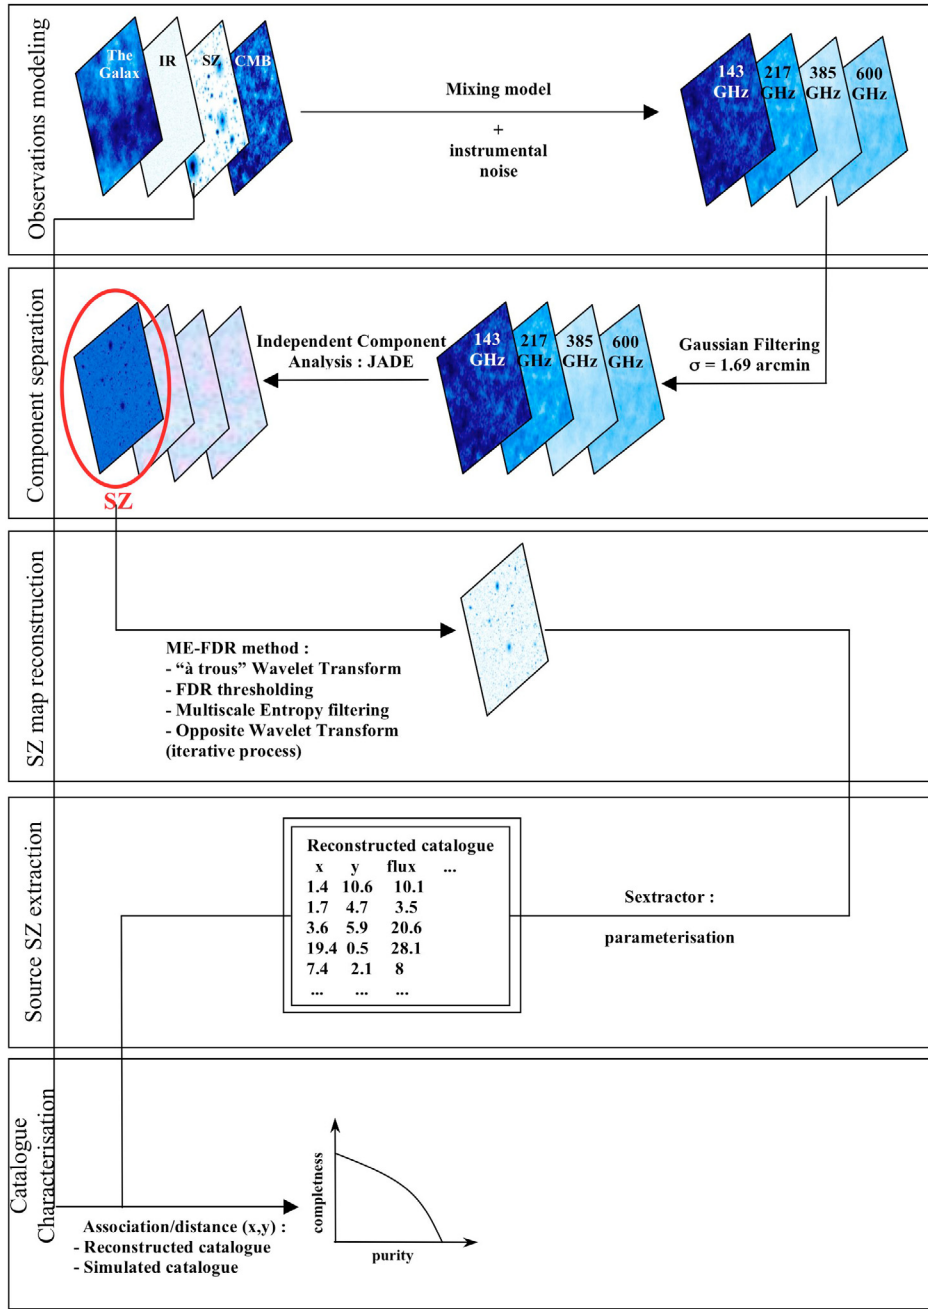 Observations modeling
The
Galax
IR
SZ
CMB
Mixing model
+
instrumental
noise
143
GHz
217
GHz
385
GHz
600
GHz
Component separation
SZ
Independent Component
Analysis : JADE
143
GHz
217
GHz
385
GHz
600
GHz
Gaussian Filtering
σ = 1.69 arcmin
SZ map reconstruction
ME-FDR method :
- “à trous” Wavelet Transform
- FDR thresholding
- Multiscale Entropy filtering
- Opposite Wavelet Transform
(iterative process)
Source SZ extraction
Reconstructed catalogue
x y flux ...
1.4 10.6 10.1
1.7 4.7 3.5
3.6 5.9 20.6
19.4 0.5 28.1
7.4 2.1 8
... ... ...
Sextractor :
parameterisation
Catalogue
Characterisation
Association/distance (x,y) :
- Reconstructed catalogue
- Simulated catalogue
completness
purity